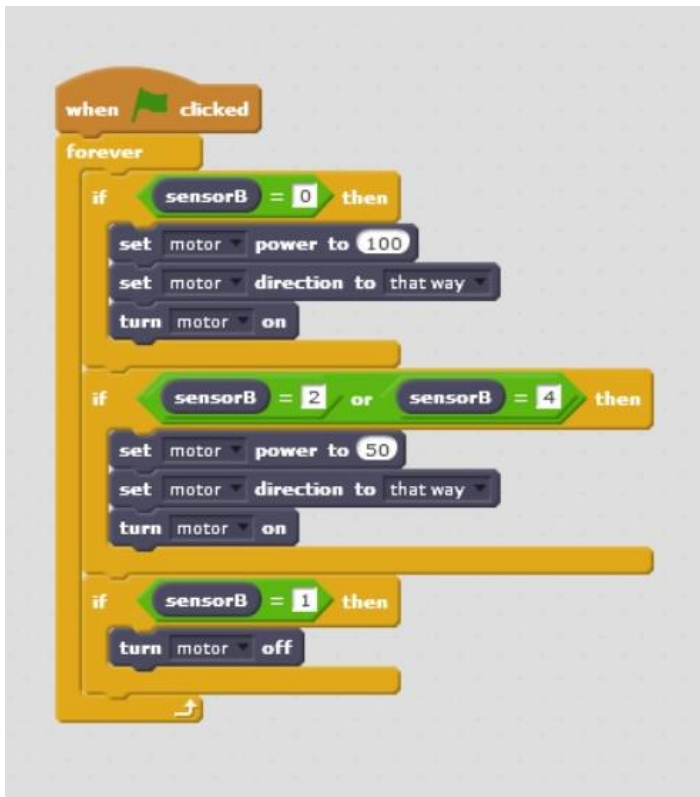 when clicked
forever
if sensorB = 0 then
set motor power to 100
set motor direction to that way
turn motor on
if sensorB = 2 or sensorB = 4 then
set motor power to 50
set motor direction to that way
turn motor on
if sensorB = 1 then
turn motor off